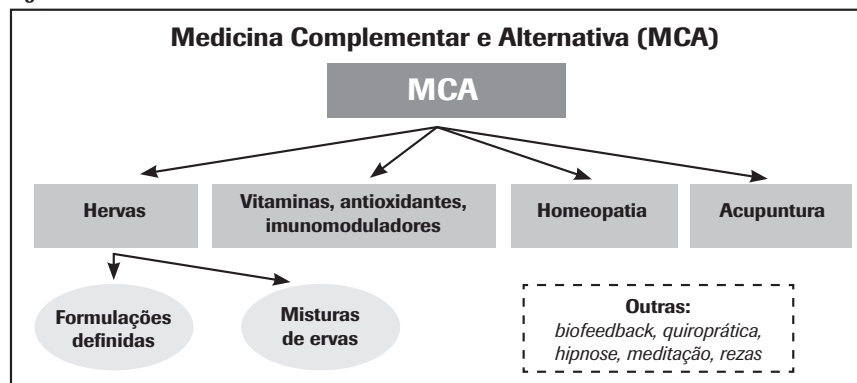 Medicina Complementar e Alternativa (MCA)
MCA
Hervas
Vitaminas, antioxidantes,
imunomoduladores
Homeopatia
Acupuntura
Formulações
definidas
Misturas
de ervas
Outras:
biofeedback, quiroprática,
hipnose, meditação, rezas